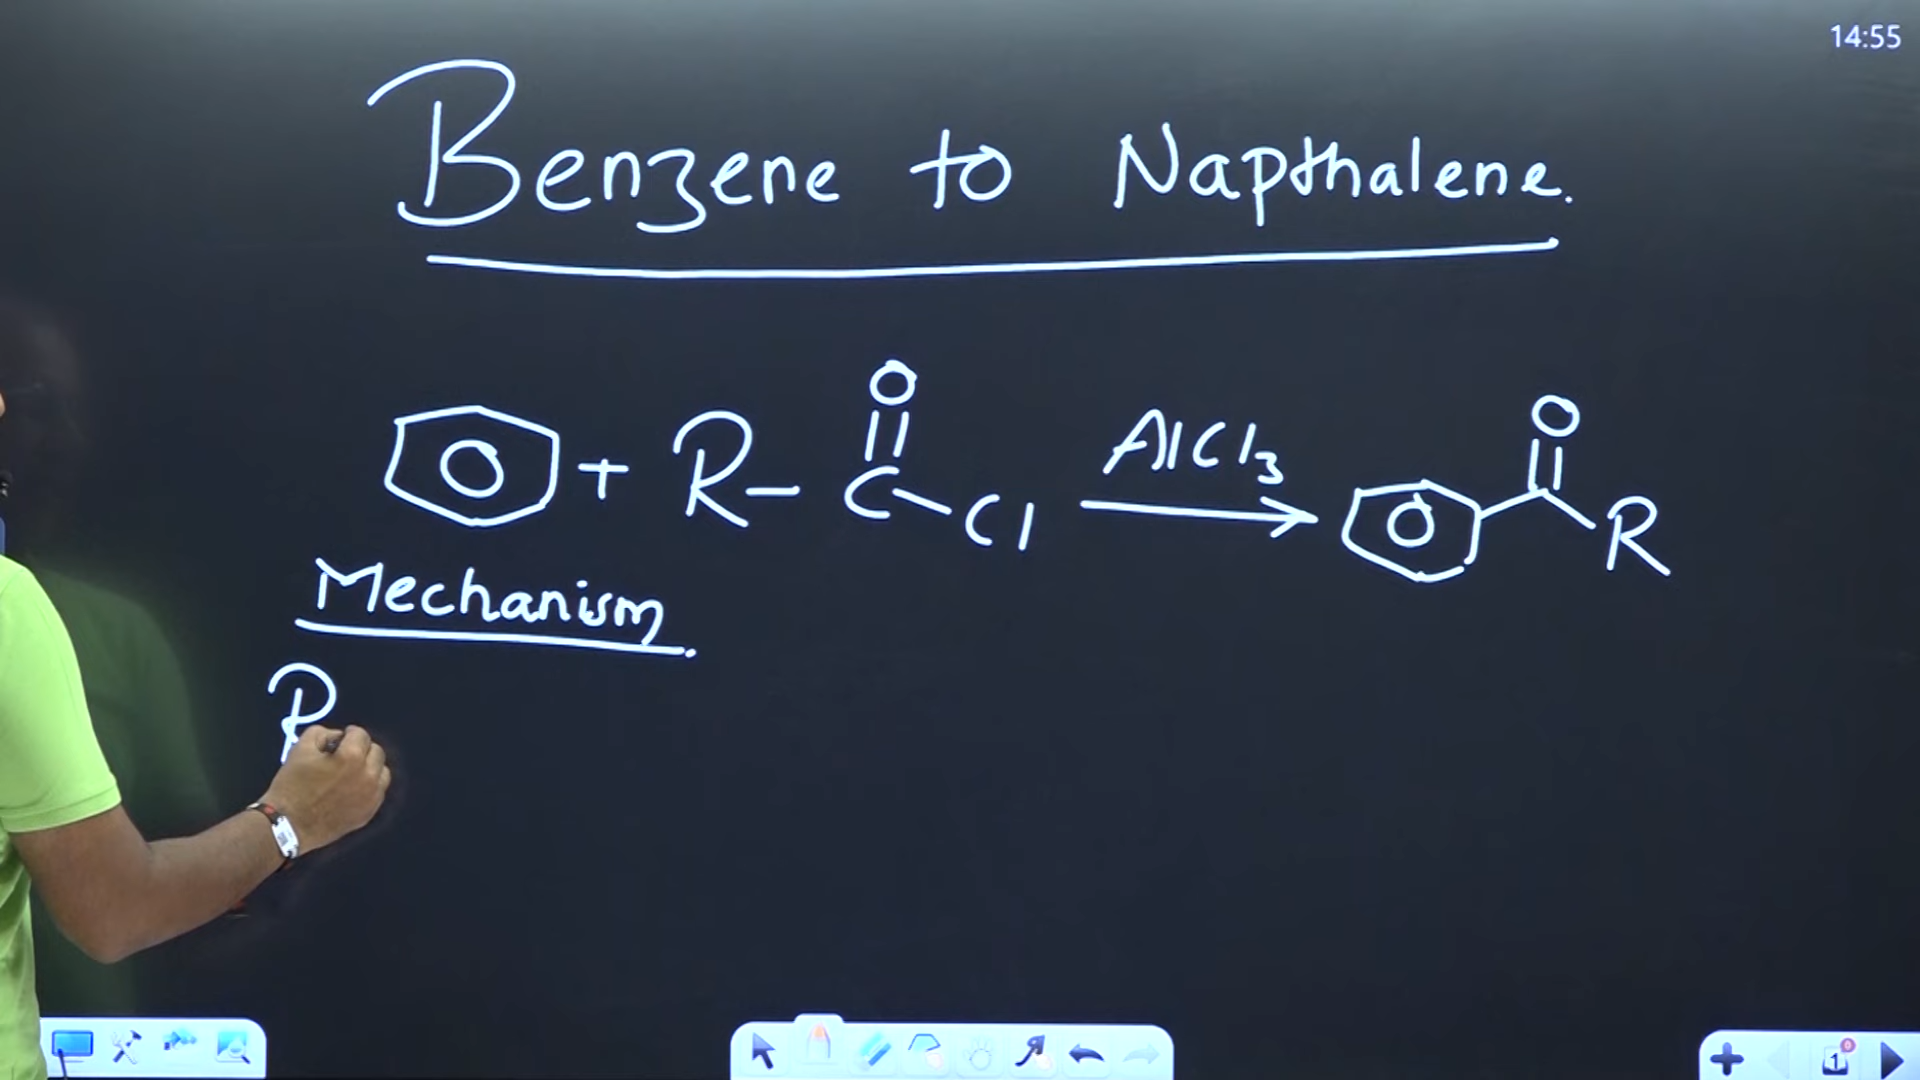 14:55
Benzene to Napthalene.
O O
+ R - C - Cl AlCl₃ R
Mechanism.
R